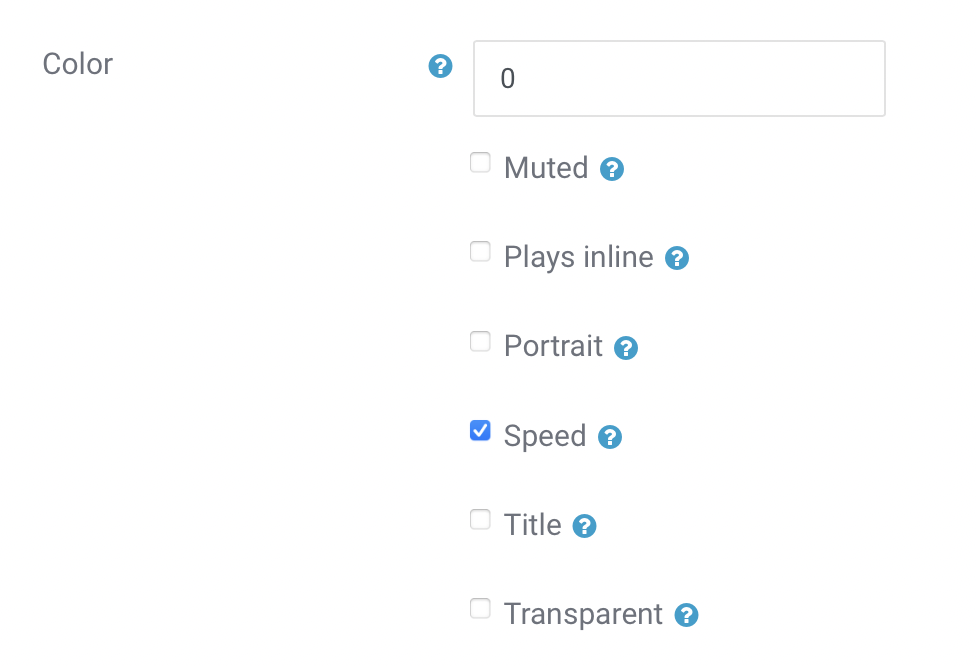 Color ? 0
Muted ?
Plays inline ?
Portrait ?
Speed ?
Title ?
Transparent ?